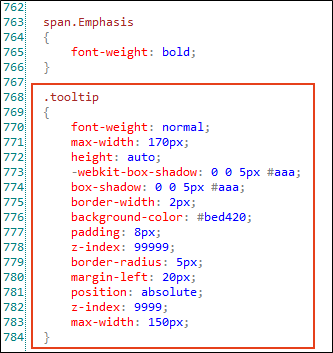 762
763 span.Emphasis
764 {
765 font-weight: bold;
766 }
767
768 .tooltip
769 {
770 font-weight: normal;
771 max-width: 170px;
772 height: auto;
773 -webkit-box-shadow: 0 0 5px #aaa;
774 box-shadow: 0 0 5px #aaa;
775 border-width: 2px;
776 background-color: #bed420;
777 padding: 8px;
778 z-index: 99999;
779 border-radius: 5px;
780 margin-left: 20px;
781 position: absolute;
782 z-index: 9999;
783 max-width: 150px;
784 }